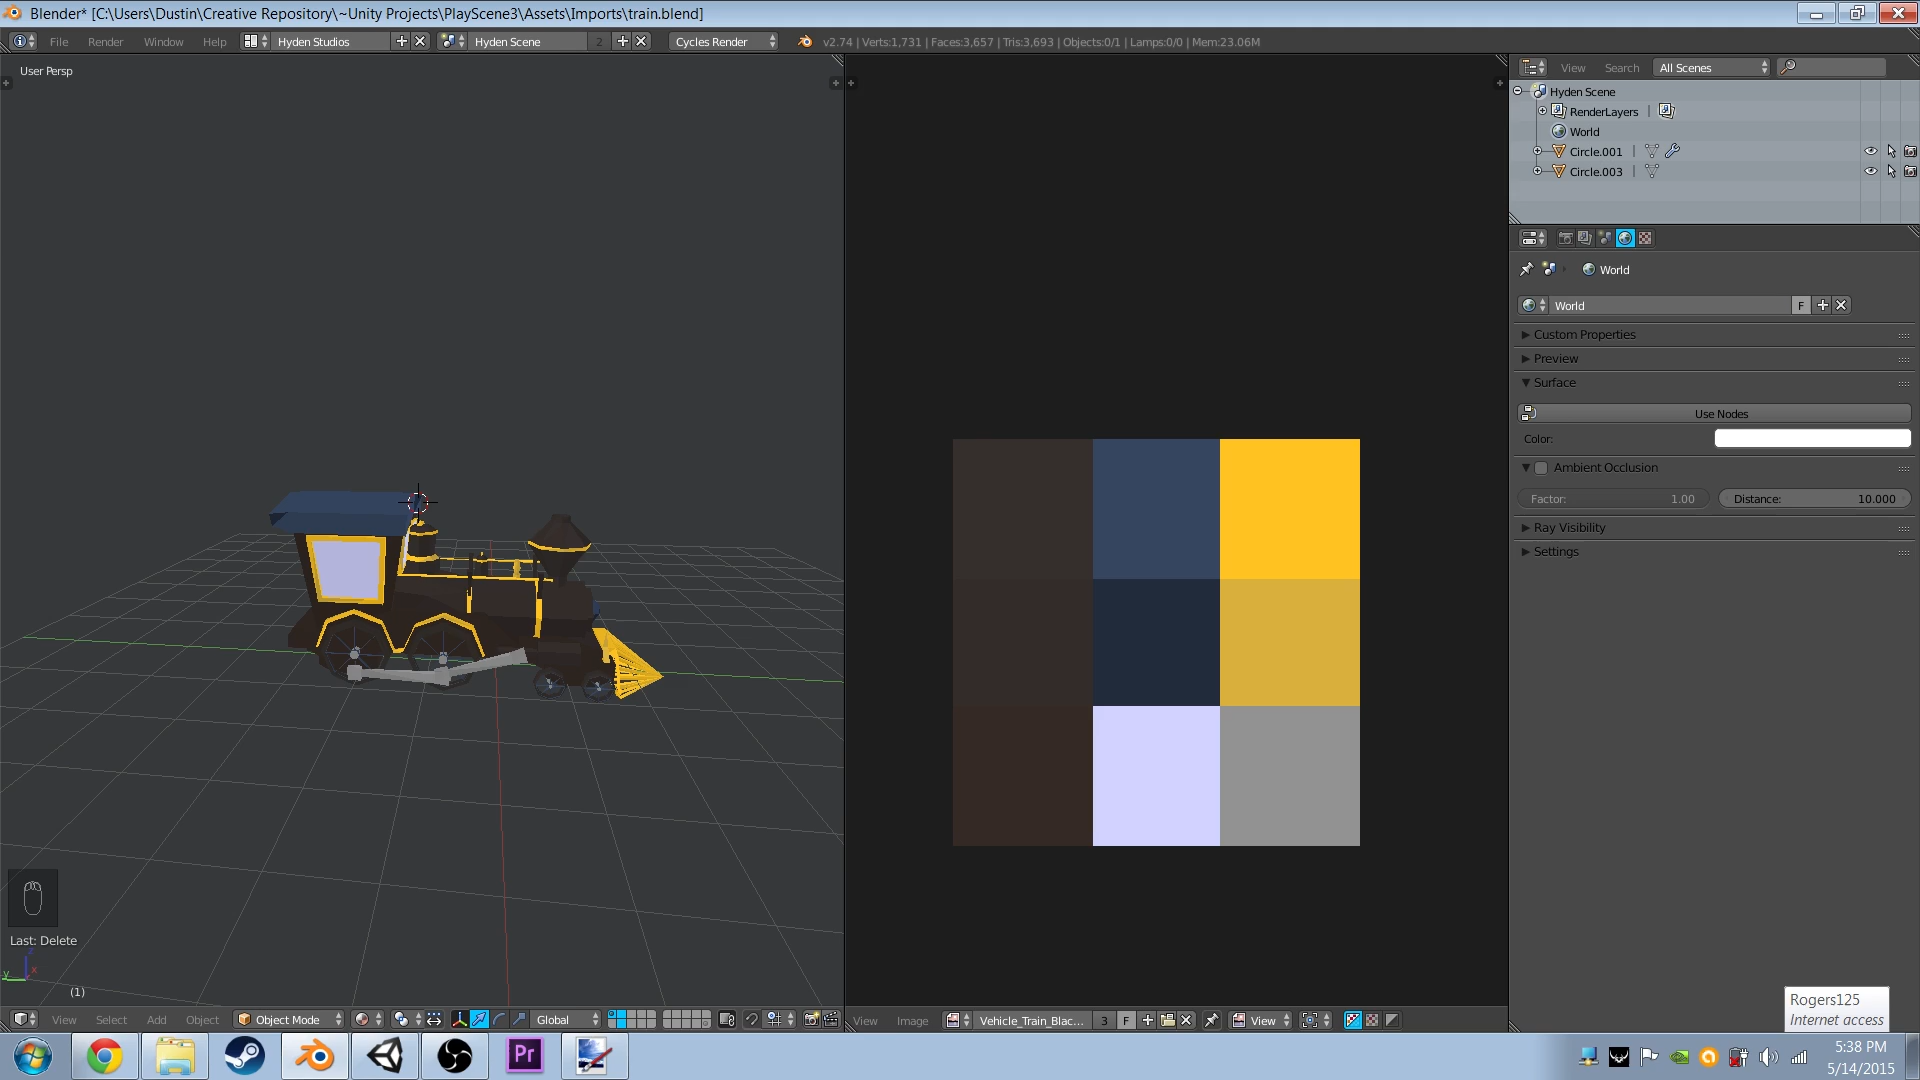 Blender* [C:\Users\Dustin\Creative Repository\~Unity Projects\PlayScene3\Assets\Imports\train.blend]
File Render Window Help Hyden Studios Hyden Scene 2 Cycles Render v2.74 | Verts:1,731 | Faces:3,657 | Tris:3,693 | Objects:0/1 | Lamps:0/0 | Mem:23.06M
User Persp
View Search All Scenes
Hyden Scene
RenderLayers |
World
Circle.001 |
Circle.003 |
World
World F
Custom Properties
Preview
Surface
Use Nodes
Color:
Ambient Occlusion
Factor: 1.00 Distance: 10.000
Ray Visibility
Settings
Last: Delete
z
y x
(1)
View Select Add Object Object Mode Global
View Image Vehicle_Train_Blac... 3 F View
Rogers125
Internet access
Pr
5:38 PM
5/14/2015